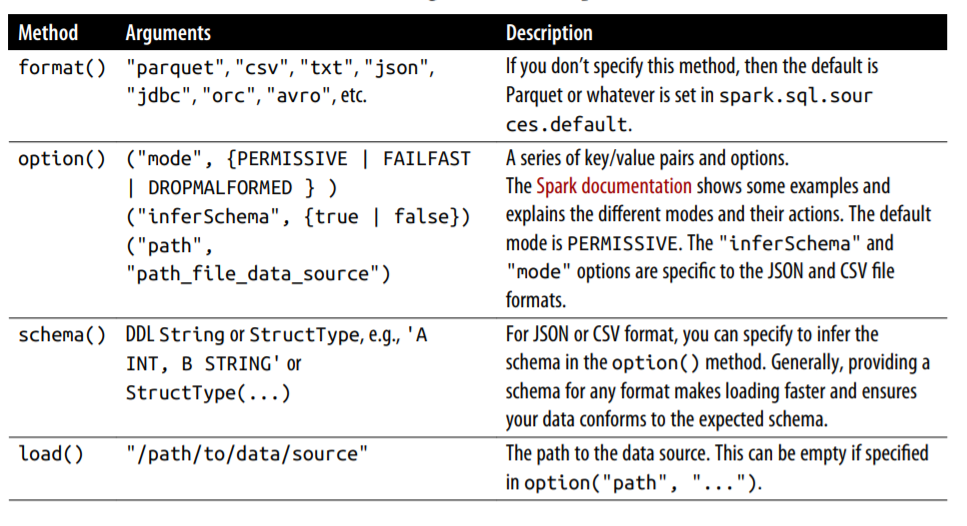 Method Arguments Description
format() "parquet", "csv", "txt", "json", If you don't specify this method, then the default is
"jdbc", "orc", "avro", etc. Parquet or whatever is set in spark.sql.sour
ces.default.
option() ("mode", {PERMISSIVE | FAILFAST A series of key/value pairs and options.
| DROPMALFORMED } ) The Spark documentation shows some examples and
("inferSchema", {true | false}) explains the different modes and their actions. The default
("path", mode is PERMISSIVE. The "inferSchema" and
"path_file_data_source") "mode" options are specific to the JSON and CSV file
formats.
schema() DDL String or StructType, e.g., 'A For JSON or CSV format, you can specify to infer the
INT, B STRING' or schema in the option() method. Generally, providing a
StructType(...) schema for any format makes loading faster and ensures
your data conforms to the expected schema.
load() "/path/to/data/source" The path to the data source. This can be empty if specified
in option("path", "...").